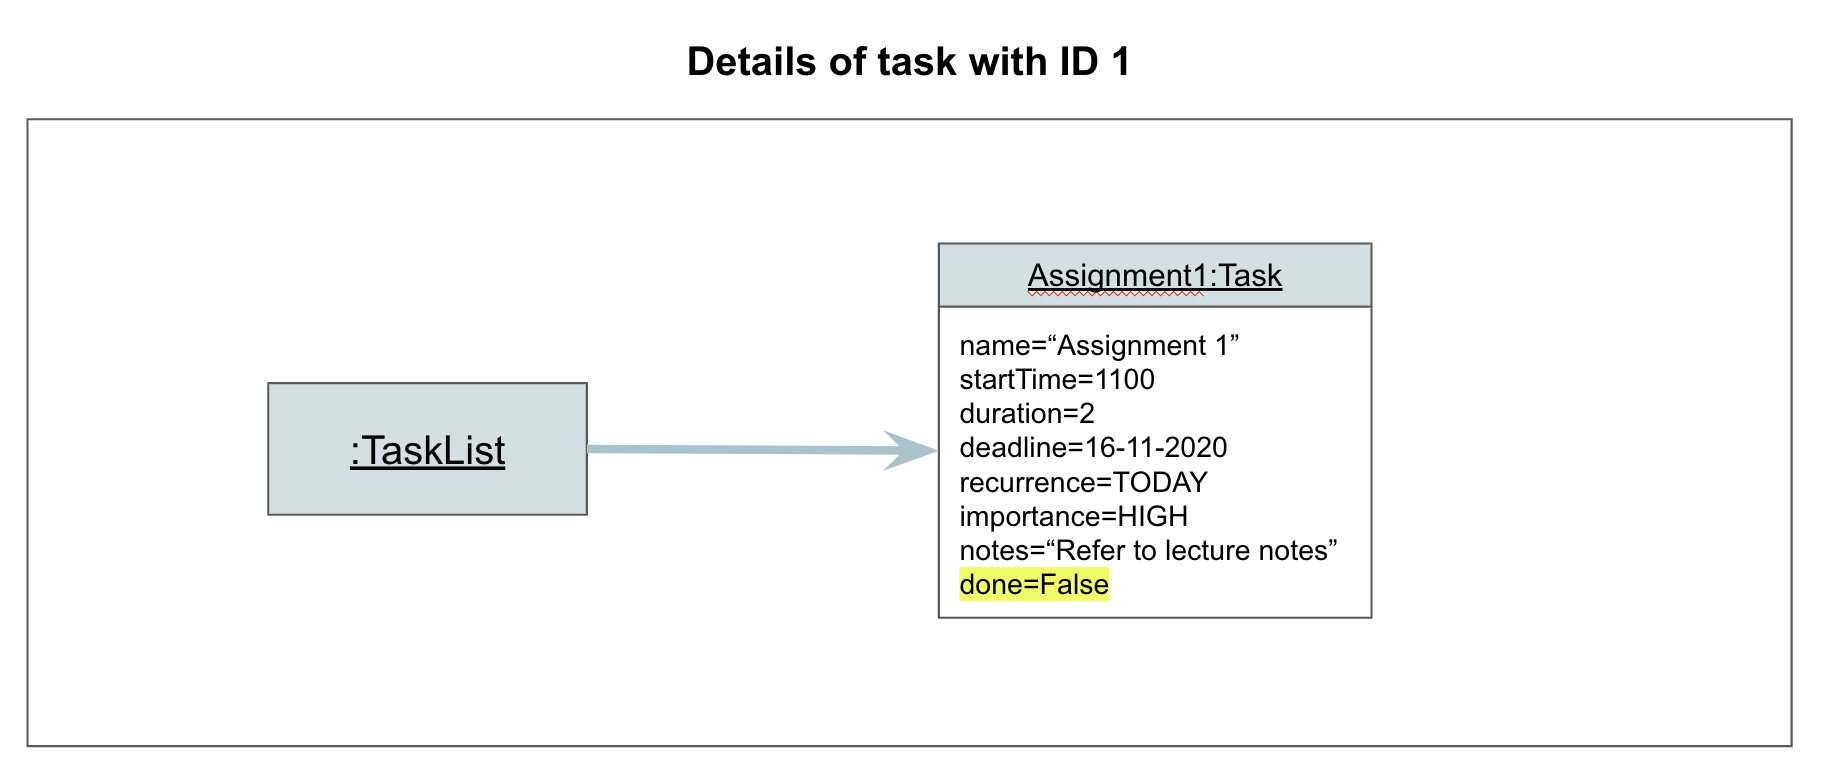 Details of task with ID 1
:TaskList
Assignment1:Task
name=“Assignment 1”
startTime=1100
duration=2
deadline=16-11-2020
recurrence=TODAY
importance=HIGH
notes=“Refer to lecture notes”
done=False